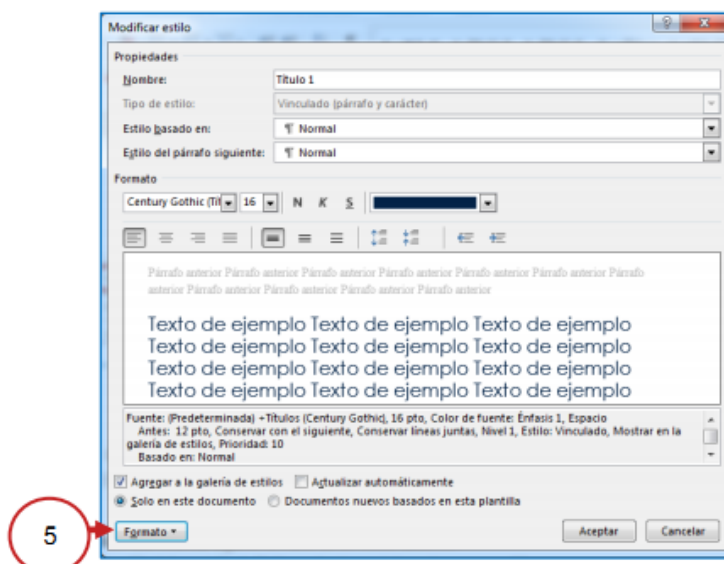 Modificar estilo
Propiedades
Nombre: Título 1
Tipo de estilo: Vinculado (párrafo y carácter)
Estilo basado en: ¶ Normal
Estilo del párrafo siguiente: ¶ Normal
Formato
Century Gothic (Tít 16 N K S
Párrafo anterior Párrafo anterior Párrafo anterior Párrafo anterior Párrafo anterior Párrafo anterior Párrafo
anterior Párrafo anterior Párrafo anterior Párrafo anterior Párrafo anterior
Texto de ejemplo Texto de ejemplo Texto de ejemplo
Texto de ejemplo Texto de ejemplo Texto de ejemplo
Texto de ejemplo Texto de ejemplo Texto de ejemplo
Texto de ejemplo Texto de ejemplo Texto de ejemplo
Fuente: (Predeterminada) +Títulos (Century Gothic), 16 pto, Color de fuente: Énfasis 1, Espacio
Antes: 12 pto, Conservar con el siguiente, Conservar líneas juntas, Nivel 1, Estilo: Vinculado, Mostrar en la
galería de estilos, Prioridad: 10
Basado en: Normal
Agregar a la galería de estilos Actualizar automáticamente
Solo en este documento Documentos nuevos basados en esta plantilla
5 Formato Aceptar Cancelar